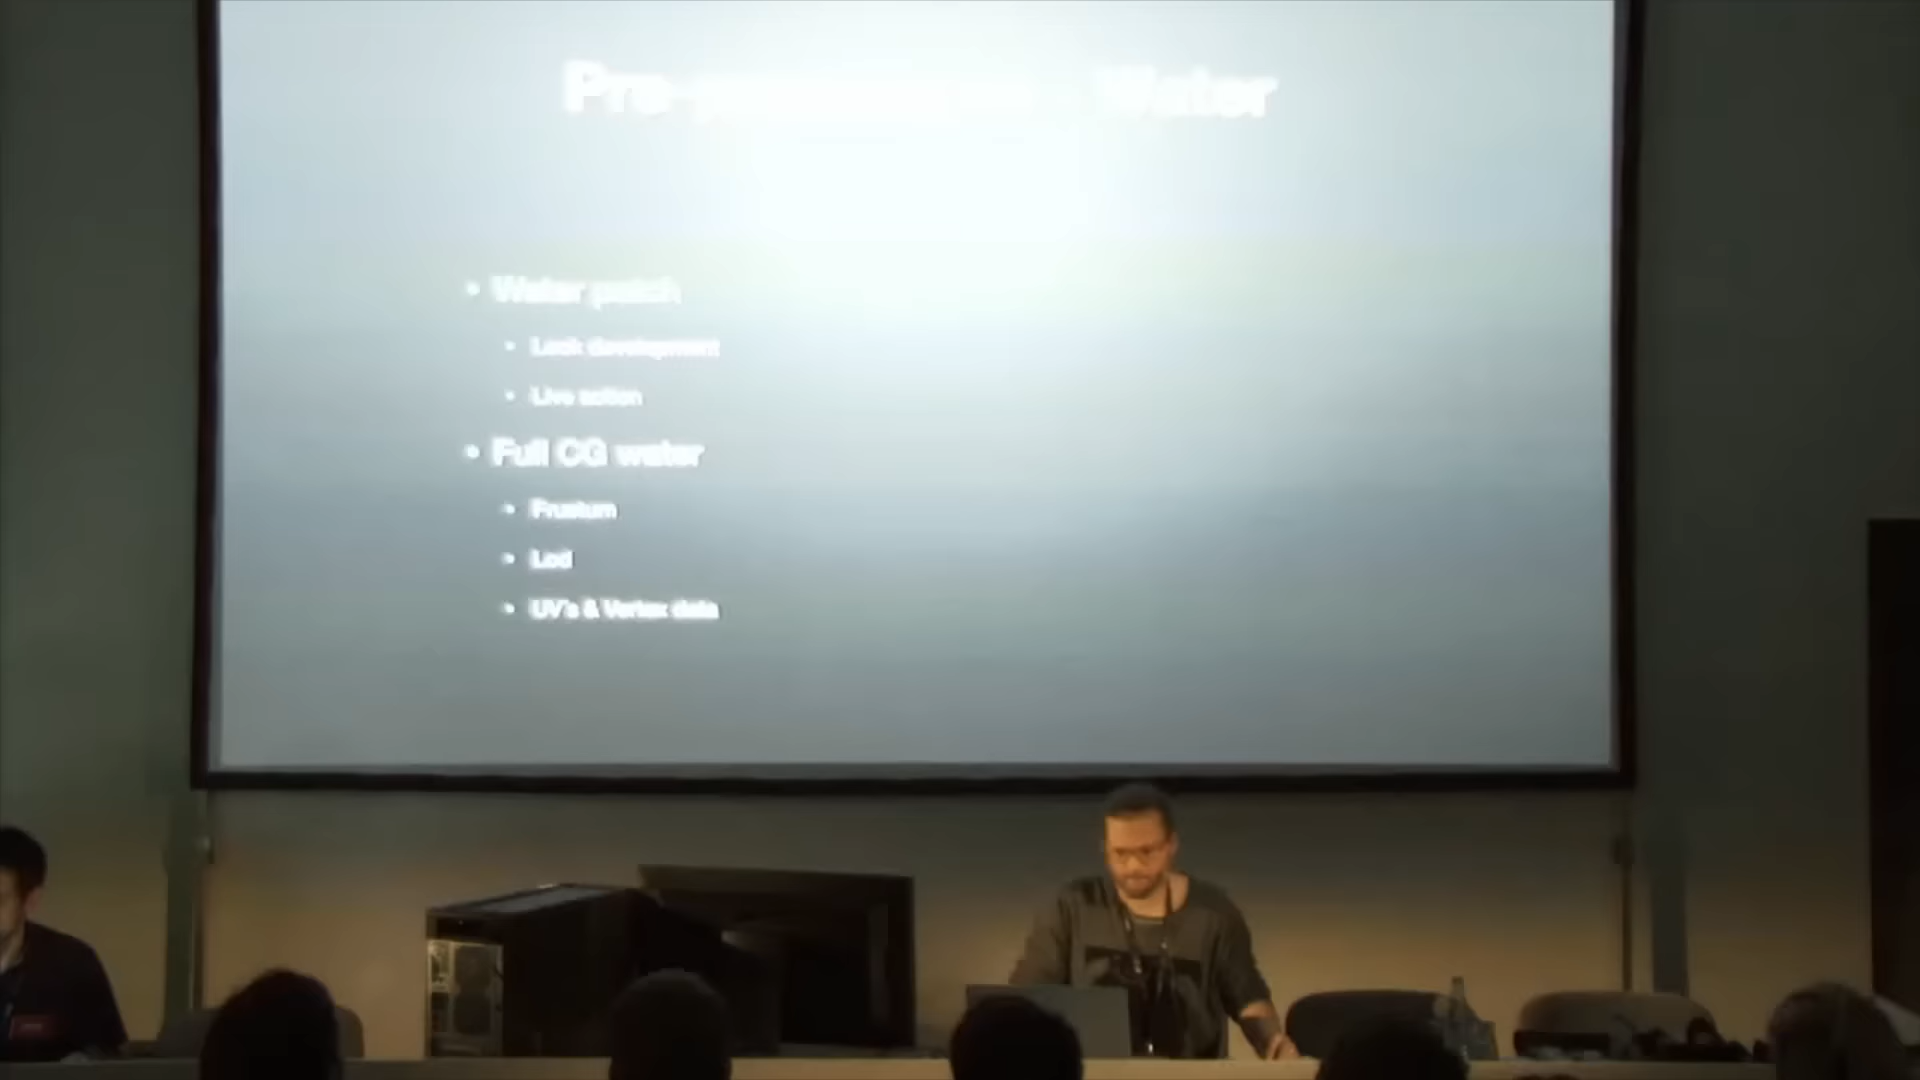 Water
• Water patch
• Look development
• Live action
• Full CG water
• Frustum
• Lod
• UV's & Vertex data